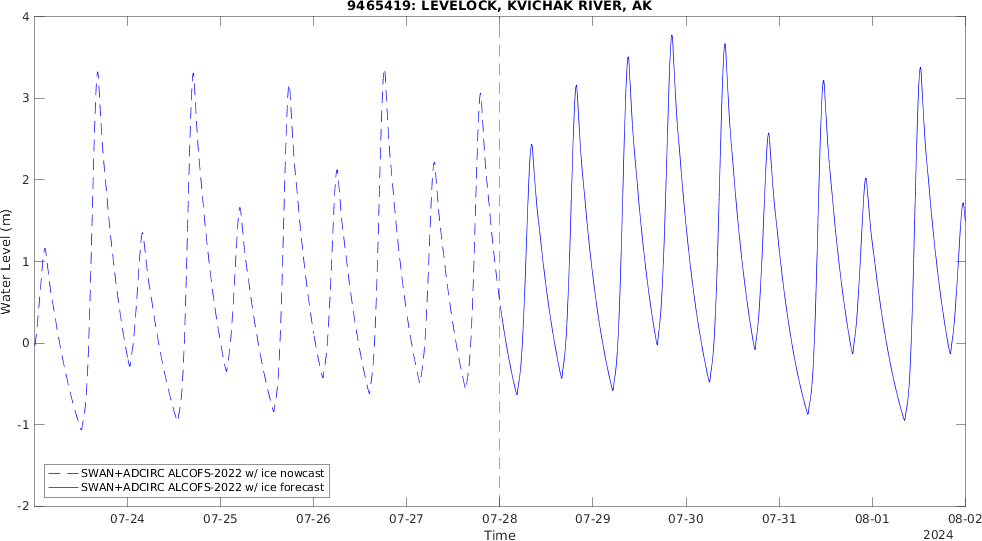 9465419: LEVELOCK, KVICHAK RIVER, AK
4
3
2
1
0
-1
-2
Water Level (m)
SWAN+ADCIRC ALCOFS-2022 w/ ice nowcast
SWAN+ADCIRC ALCOFS-2022 w/ ice forecast
07-24 07-25 07-26 07-27 07-28 07-29 07-30 07-31 08-01 08-02
Time
2024